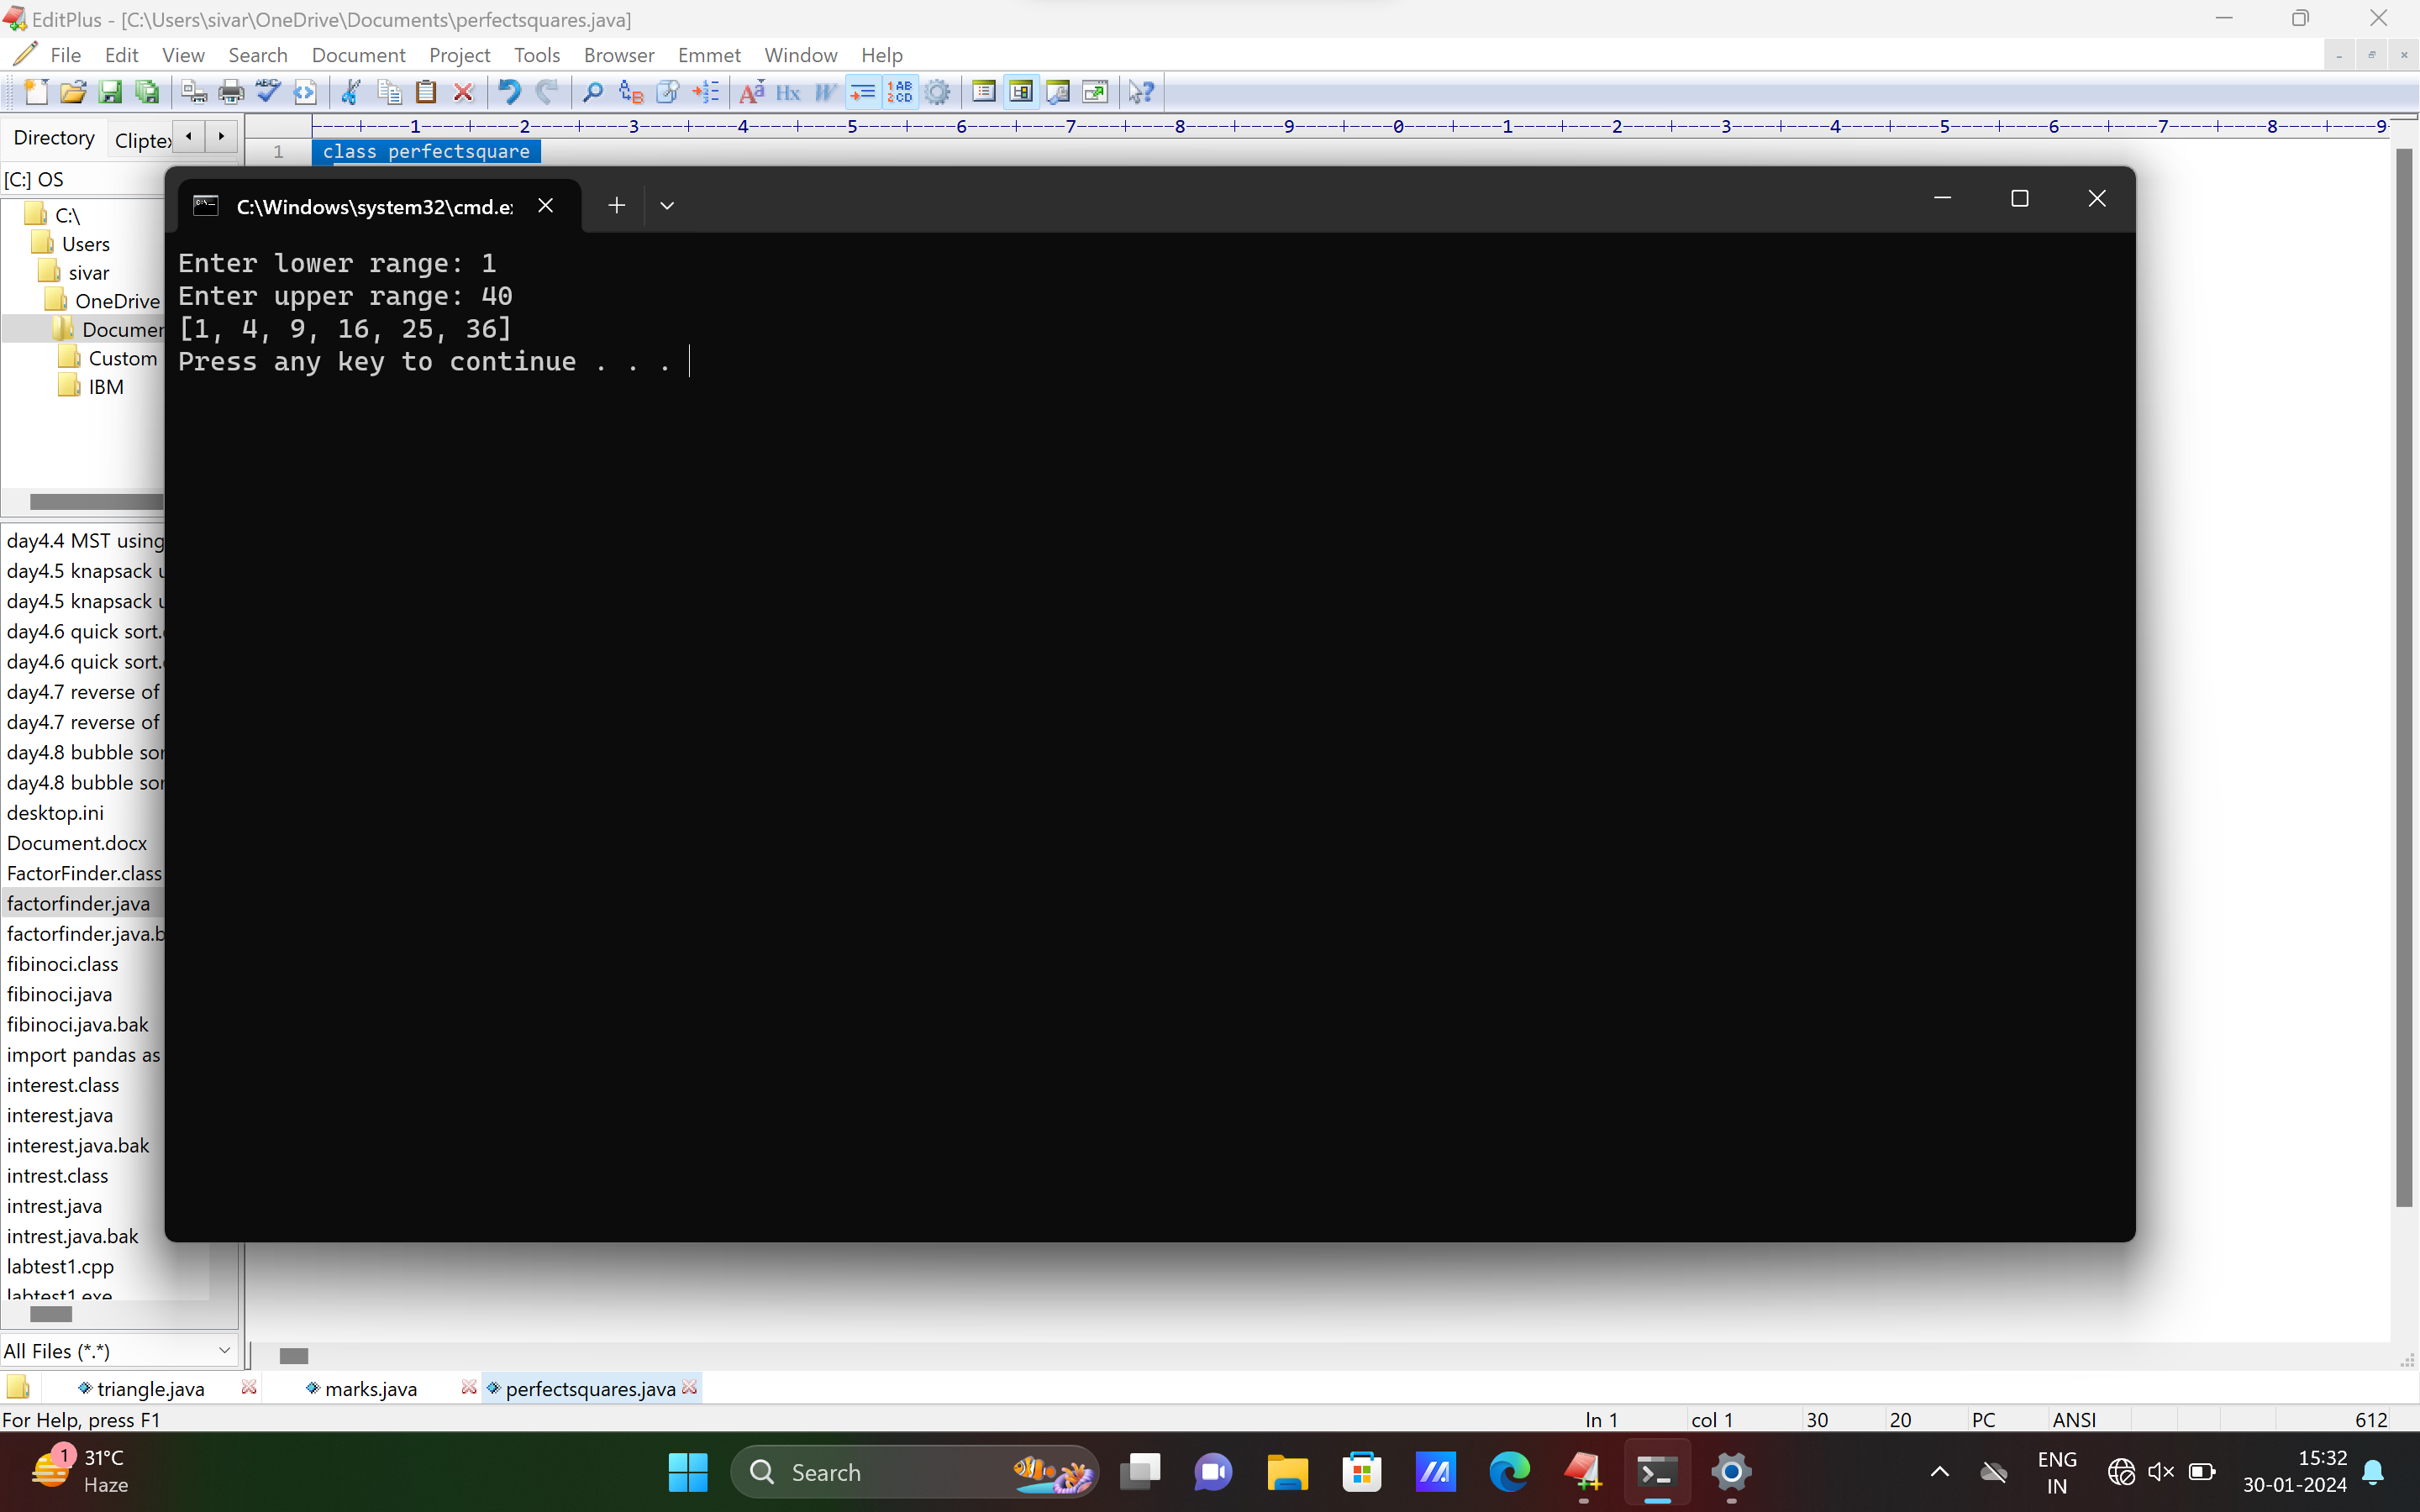 EditPlus - [C:\Users\sivar\OneDrive\Documents\perfectsquares.java]
File Edit View Search Document Project Tools Browser Emmet Window Help
Directory Cliptex
----+----1----+----2----+----3----+----4----+----5----+----6----+----7----+----8----+----9----+----0----+----1----+----2----+----3----+----4----+----5----+----6----+----7----+----8----+----9-
1 class perfectsquare
[C:] OS
C:\
Users
sivar
OneDrive
Documen
Custom
IBM
C:\Windows\system32\cmd.e
Enter lower range: 1
Enter upper range: 40
[1, 4, 9, 16, 25, 36]
Press any key to continue . . .
day4.4 MST using
day4.5 knapsack u
day4.5 knapsack u
day4.6 quick sort.
day4.6 quick sort.
day4.7 reverse of
day4.7 reverse of
day4.8 bubble sor
day4.8 bubble sor
desktop.ini
Document.docx
FactorFinder.class
factorfinder.java
factorfinder.java.b
fibinoci.class
fibinoci.java
fibinoci.java.bak
import pandas as
interest.class
interest.java
interest.java.bak
intrest.class
intrest.java
intrest.java.bak
labtest1.cpp
labtest1.exe
All Files (*.*)
triangle.java marks.java perfectsquares.java
For Help, press F1 ln 1 col 1 30 20 PC ANSI 612
1 31°C
Haze
Search
ENG
IN
15:32
30-01-2024